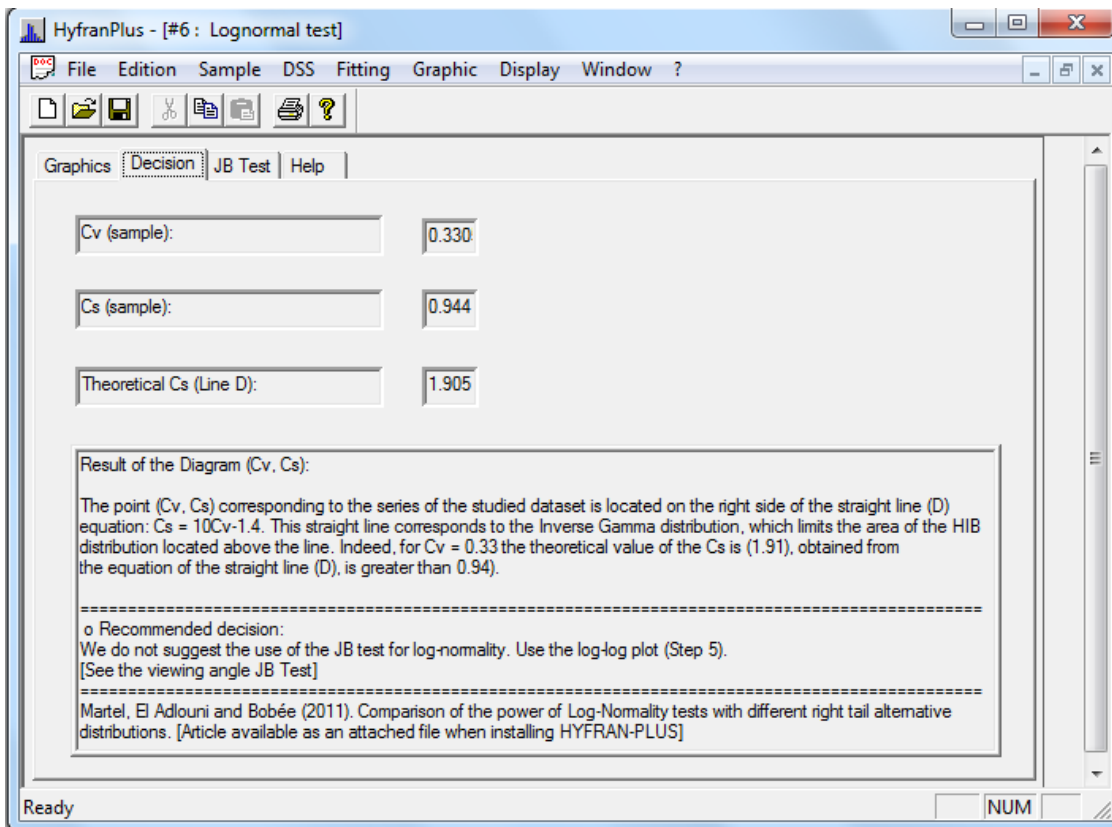 HyfranPlus - [#6 : Lognormal test]
File Edition Sample DSS Fitting Graphic Display Window ?
Graphics Decision JB Test Help
Cv (sample): 0.330
Cs (sample): 0.944
Theoretical Cs (Line D): 1.905
Result of the Diagram (Cv, Cs):
The point (Cv, Cs) corresponding to the series of the studied dataset is located on the right side of the straight line (D)
equation: Cs = 10Cv-1.4. This straight line corresponds to the Inverse Gamma distribution, which limits the area of the HIB
distribution located above the line. Indeed, for Cv = 0.33 the theoretical value of the Cs is (1.91), obtained from
the equation of the straight line (D), is greater than 0.94).
==============================================================================================
o Recommended decision:
We do not suggest the use of the JB test for log-normality. Use the log-log plot (Step 5).
[See the viewing angle JB Test]
==============================================================================================
Martel, El Adlouni and Bobée (2011). Comparison of the power of Log-Normality tests with different right tail alternative
distributions. [Article available as an attached file when installing HYFRAN-PLUS]
Ready NUM